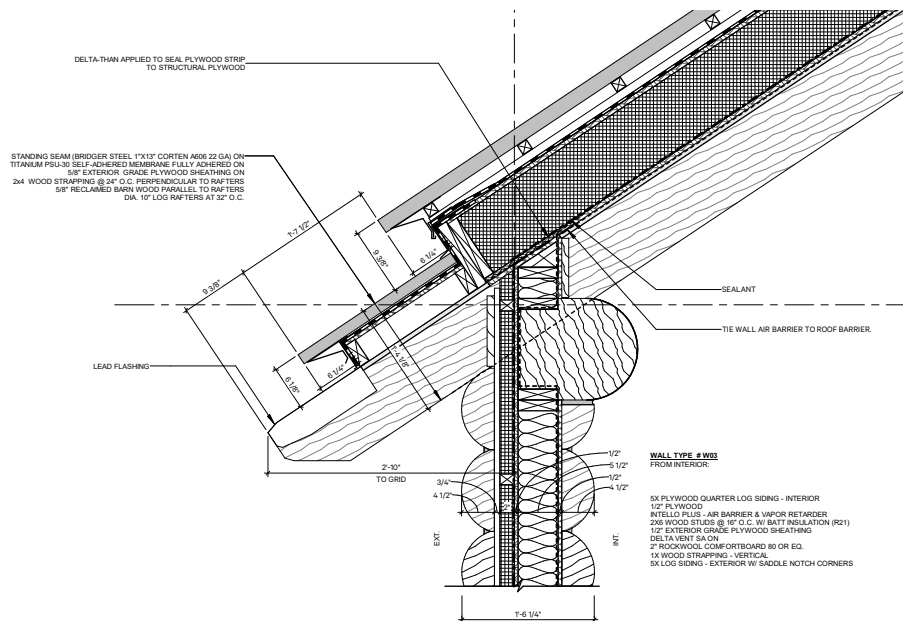 DELTA-THAN APPLIED TO SEAL PLYWOOD STRIP
TO STRUCTURAL PLYWOOD
STANDING SEAM (BRIDGER STEEL 1"X13" CORTEN A606 22 GA) ON
TITANIUM PSU-30 SELF-ADHERED MEMBRANE FULLY ADHERED ON
5/8" EXTERIOR GRADE PLYWOOD SHEATHING ON
2x4 WOOD STRAPPING @ 24" O.C. PERPENDICULAR TO RAFTERS
5/8" RECLAIMED BARN WOOD PARALLEL TO RAFTERS
DIA. 10" LOG RAFTERS AT 32" O.C.
1'-7 1/2"
9 3/8"
6 1/4"
9 3/8"
SEALANT
TIE WALL AIR BARRIER TO ROOF BARRIER.
LEAD FLASHING
6 1/8"
6 1/4"
1'-4 1/8"
2'-10"
TO GRID
3/4"
4 1/2"
1/2"
5 1/2"
1/2"
4 1/2"
EXT.
INT.
WALL TYPE # W03
FROM INTERIOR:
5X PLYWOOD QUARTER LOG SIDING - INTERIOR
1/2" PLYWOOD
INTELLO PLUS - AIR BARRIER & VAPOR RETARDER
2X6 WOOD STUDS @ 16" O.C. W/ BATT INSULATION (R21)
1/2" EXTERIOR GRADE PLYWOOD SHEATHING
DELTA VENT SA ON
2" ROCKWOOL COMFORTBOARD 80 OR EQ.
1X WOOD STRAPPING - VERTICAL
5X LOG SIDING - EXTERIOR W/ SADDLE NOTCH CORNERS
1'-6 1/4"